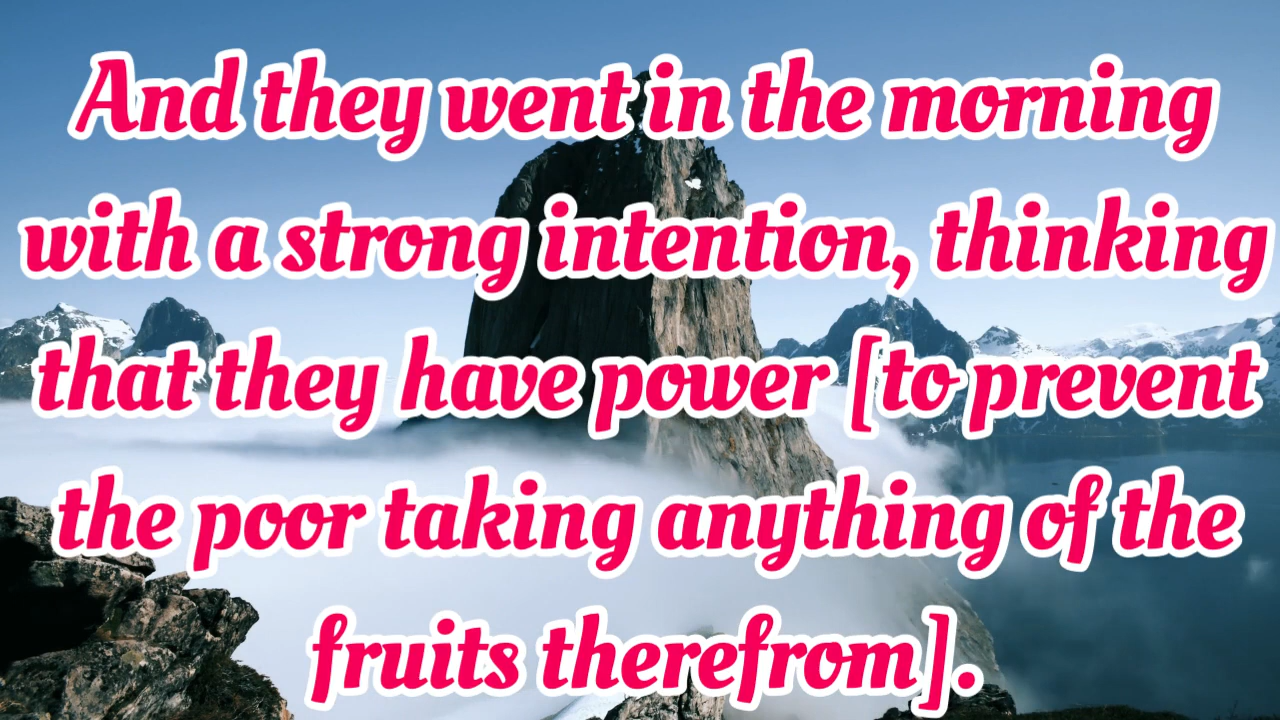 And they went in the morning
with a strong intention, thinking
that they have power [to prevent
the poor taking anything of the
fruits therefrom].